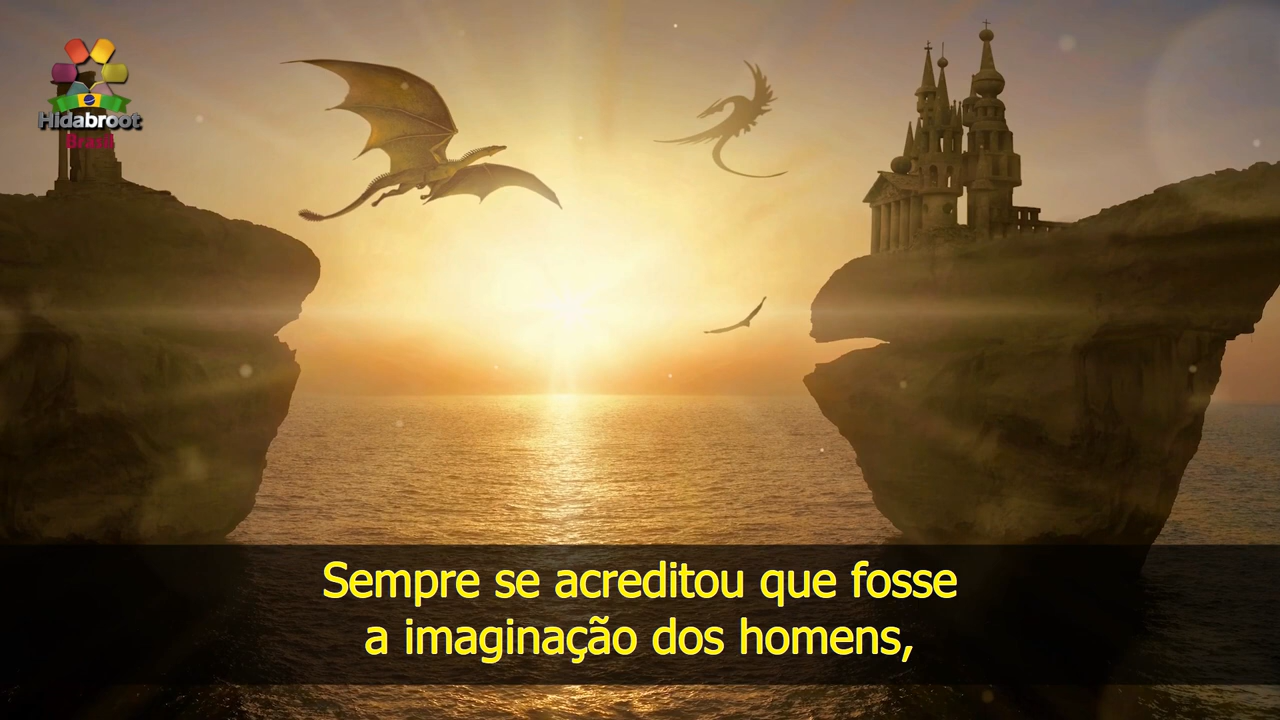 Hidabroot
Brasil
Sempre se acreditou que fosse
a imaginação dos homens,